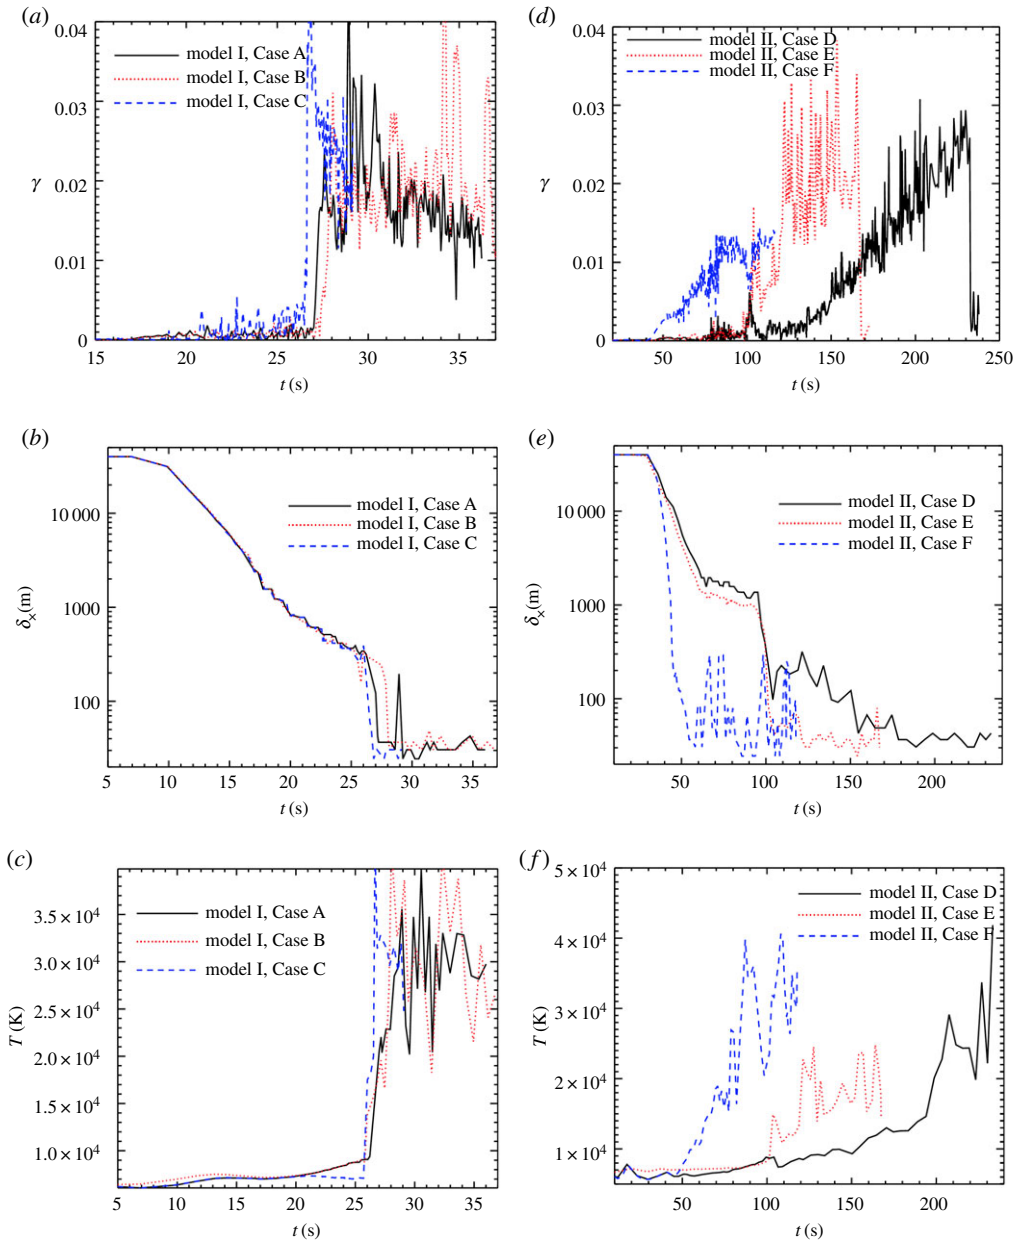 (a)
0.04
0.03
0.02
0.01
0
γ
model I, Case A
model I, Case B
model I, Case C
15 20 25 30 35
t (s)
(d)
0.04
0.03
0.02
0.01
0
γ
model II, Case D
model II, Case E
model II, Case F
50 100 150 200 250
t (s)
(b)
10 000
1000
100
δx(m)
model I, Case A
model I, Case B
model I, Case C
5 10 15 20 25 30 35
t (s)
(e)
10 000
1000
100
δx(m)
model II, Case D
model II, Case E
model II, Case F
50 100 150 200
t (s)
(c)
3.5 × 10⁴
3.0 × 10⁴
2.5 × 10⁴
2.0 × 10⁴
1.5 × 10⁴
1.0 × 10⁴
T (K)
model I, Case A
model I, Case B
model I, Case C
5 10 15 20 25 30 35
t (s)
(f)
5 × 10⁴
4 × 10⁴
3 × 10⁴
2 × 10⁴
1 × 10⁴
T (K)
model II, Case D
model II, Case E
model II, Case F
50 100 150 200
t (s)